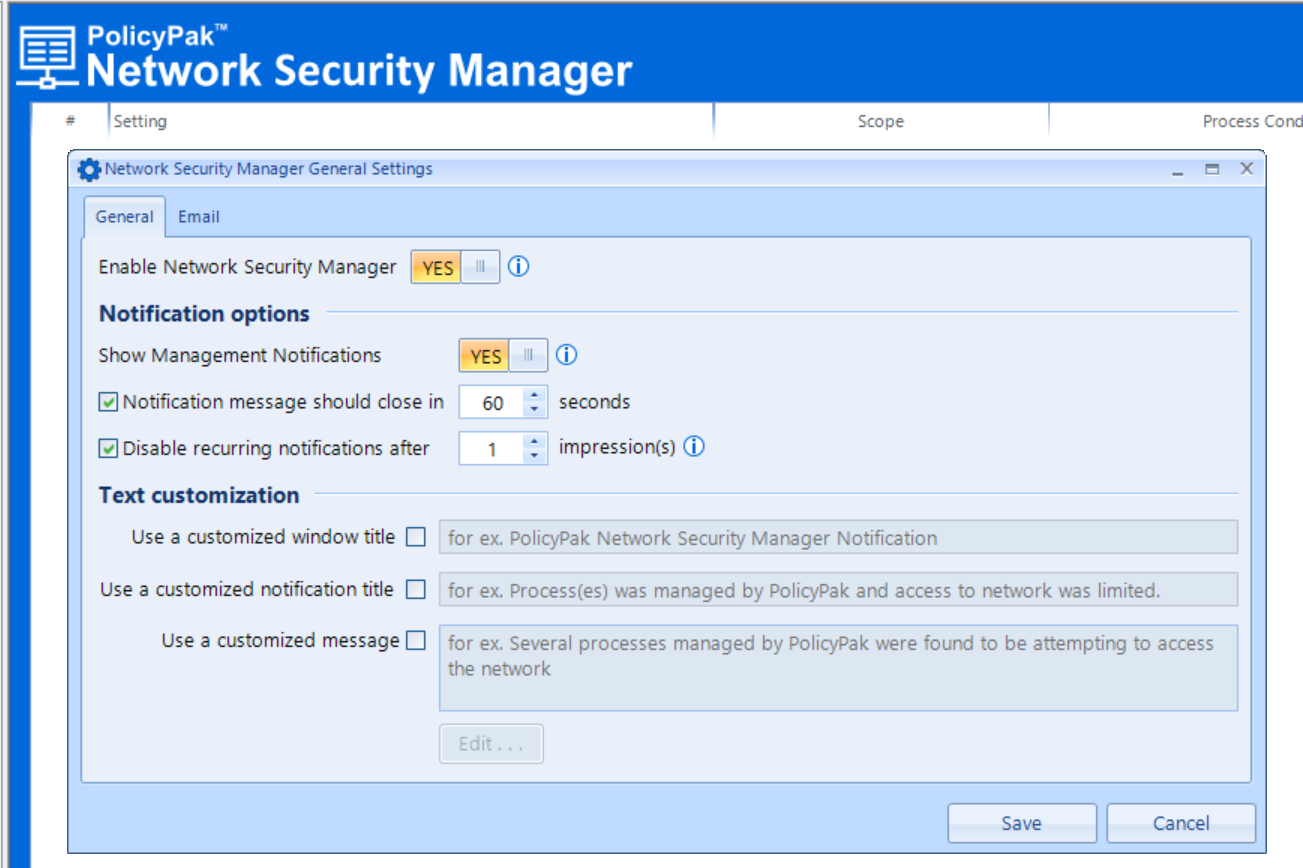 PolicyPak™
Network Security Manager
# Setting Scope Process Cond
Network Security Manager General Settings
General Email
Enable Network Security Manager YES
Notification options
Show Management Notifications YES
Notification message should close in 60 seconds
Disable recurring notifications after 1 impression(s)
Text customization
Use a customized window title for ex. PolicyPak Network Security Manager Notification
Use a customized notification title for ex. Process(es) was managed by PolicyPak and access to network was limited.
Use a customized message for ex. Several processes managed by PolicyPak were found to be attempting to access
the network
Edit . . .
Save Cancel